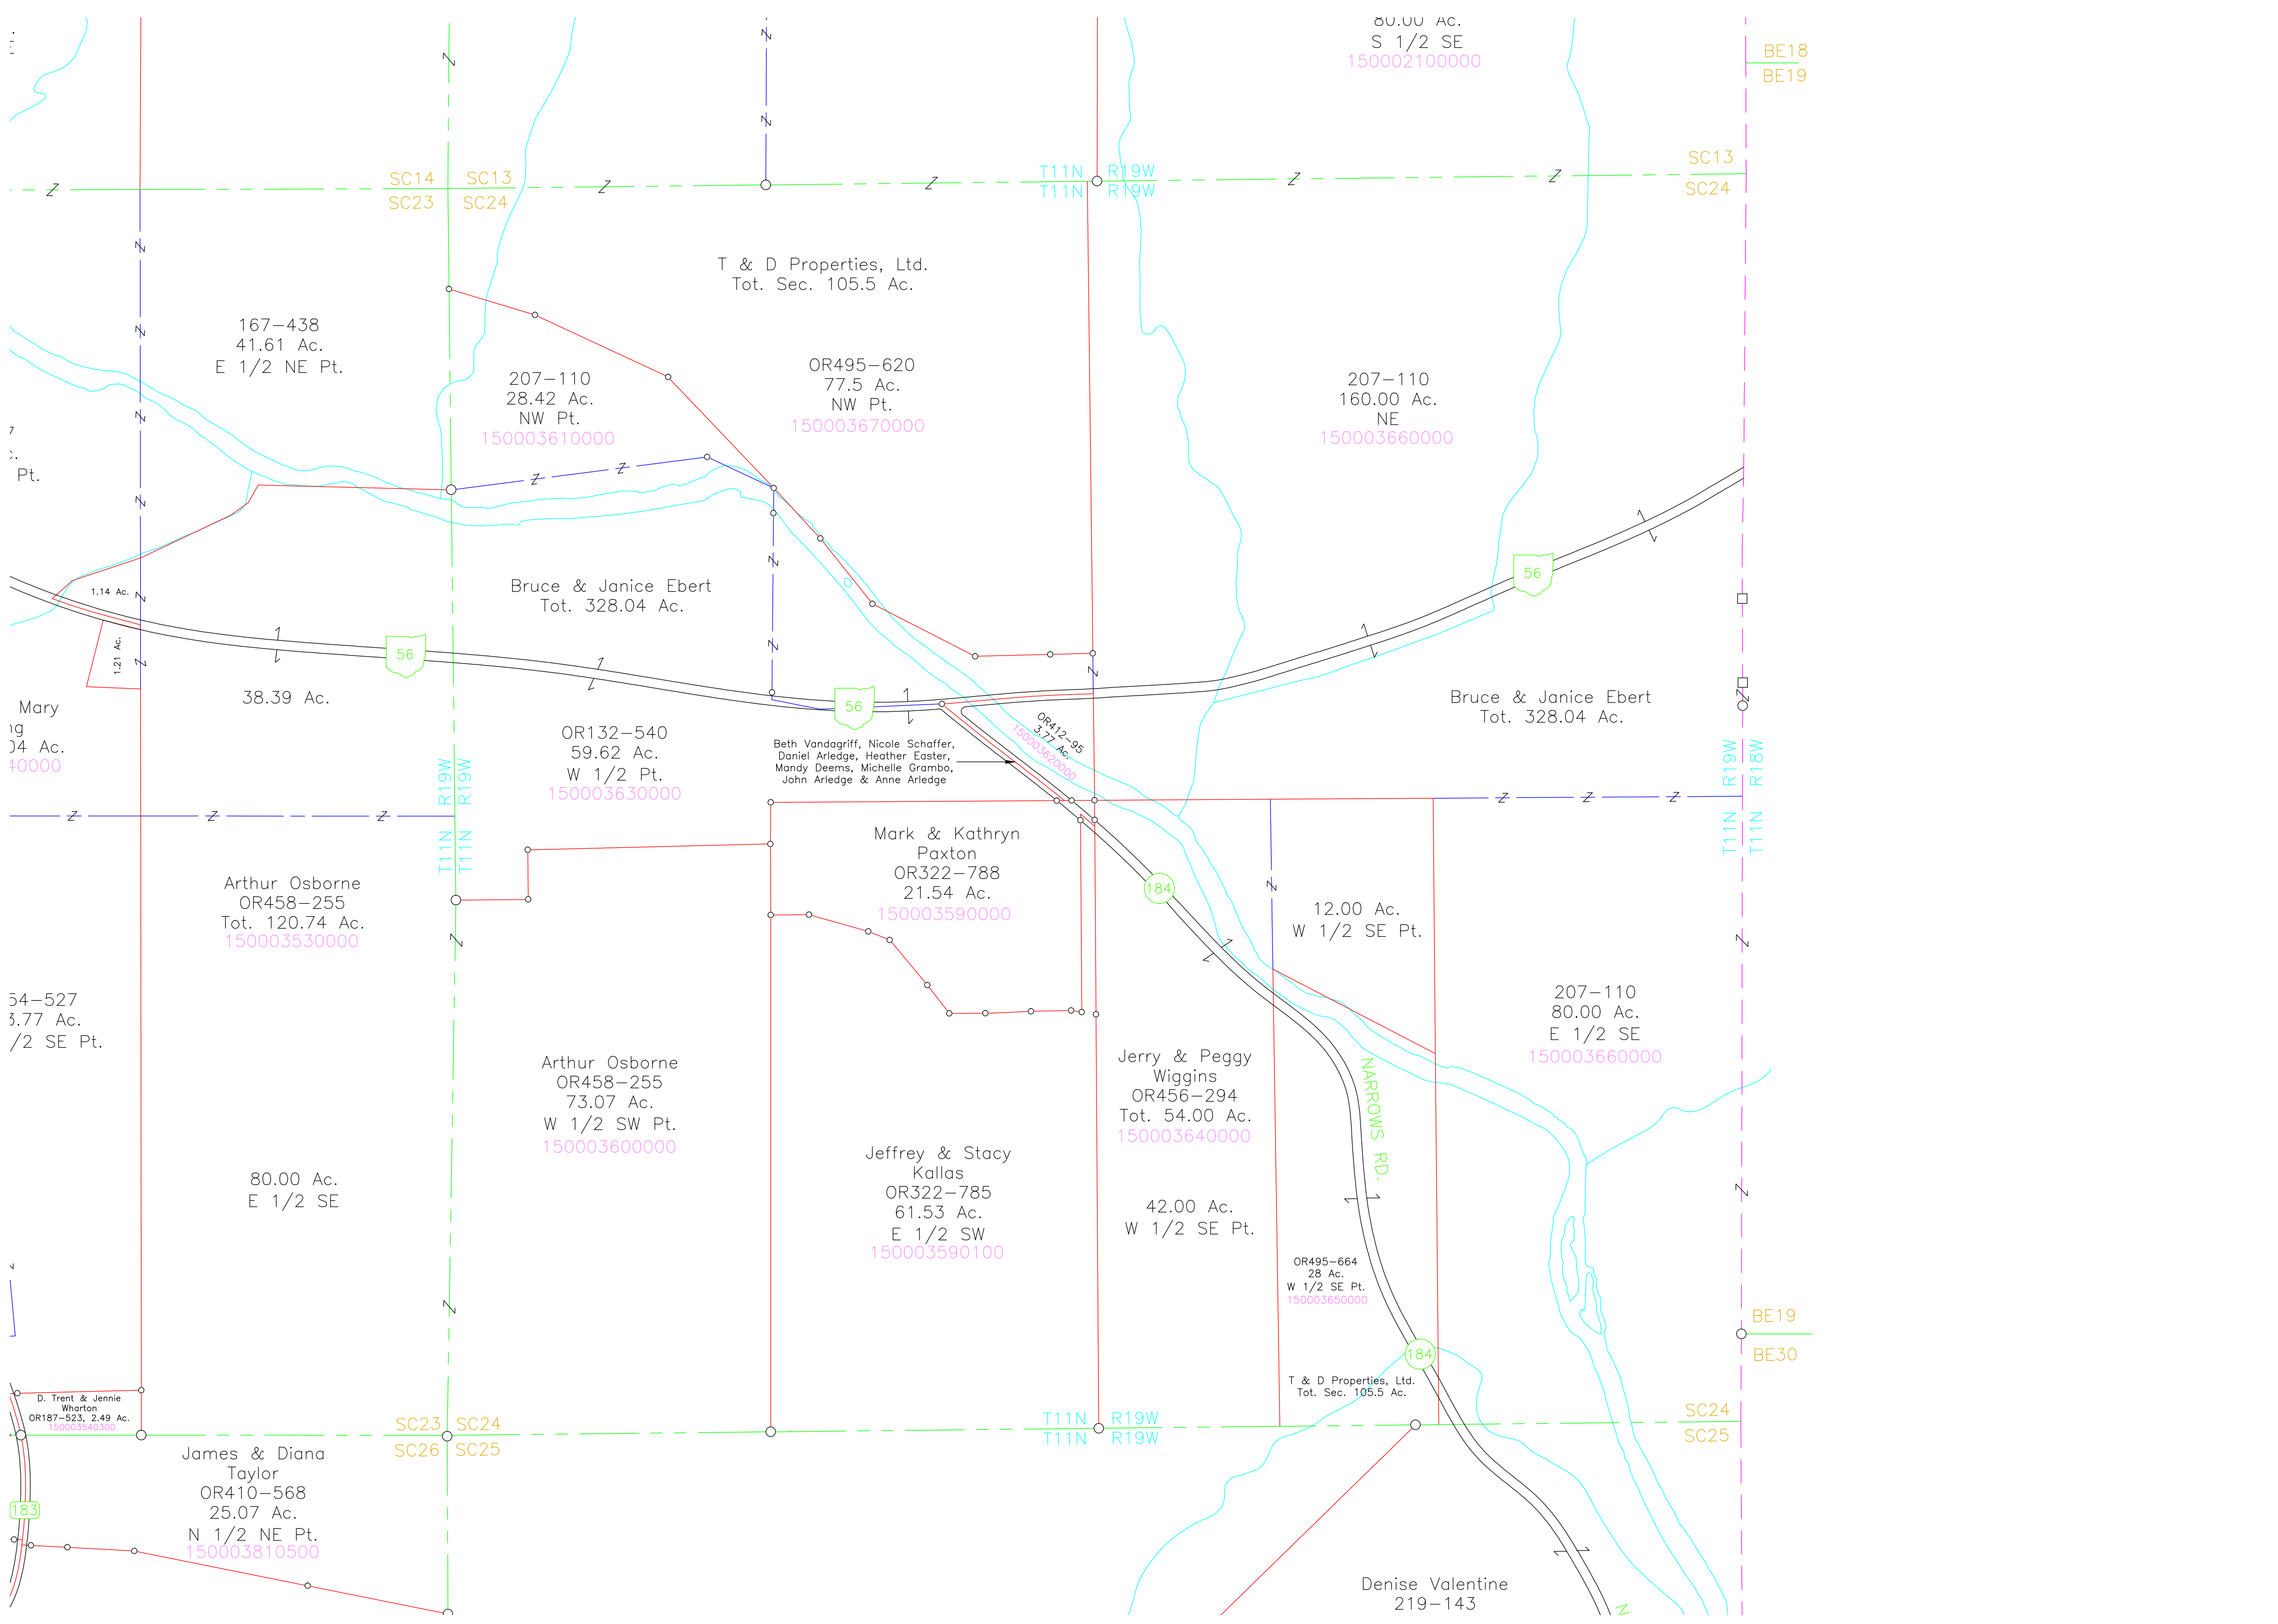 80.00 Ac.
S 1/2 SE
150002100000
BE18
BE19
SC14
SC13
SC23
SC24
T11N R19W
T11N R19W
SC13
SC24
T & D Properties, Ltd.
Tot. Sec. 105.5 Ac.
167-438
41.61 Ac.
E 1/2 NE Pt.
207-110
28.42 Ac.
NW Pt.
150003610000
OR495-620
77.5 Ac.
NW Pt.
150003670000
207-110
160.00 Ac.
NE
150003660000
Pt.
1.14 Ac.
1.21 Ac.
Bruce & Janice Ebert
Tot. 328.04 Ac.
56
56
56
38.39 Ac.
Mary
04 Ac.
40000
OR132-540
59.62 Ac.
W 1/2 Pt.
150003630000
Beth Vandagriff, Nicole Schaffer,
Daniel Arledge, Heather Easter,
Mandy Deems, Michelle Grambo,
John Arledge & Anne Arledge
OR412-95
3.77 Ac.
150003620000
Bruce & Janice Ebert
Tot. 328.04 Ac.
T11N R19W
T11N R19W
T11N R19W
T11N R18W
Arthur Osborne
OR458-255
Tot. 120.74 Ac.
150003530000
Mark & Kathryn
Paxton
OR322-788
21.54 Ac.
150003590000
184
12.00 Ac.
W 1/2 SE Pt.
54-527
3.77 Ac.
/2 SE Pt.
207-110
80.00 Ac.
E 1/2 SE
150003660000
Arthur Osborne
OR458-255
73.07 Ac.
W 1/2 SW Pt.
150003600000
Jerry & Peggy
Wiggins
OR456-294
Tot. 54.00 Ac.
150003640000
NARROWS RD.
80.00 Ac.
E 1/2 SE
Jeffrey & Stacy
Kallas
OR322-785
61.53 Ac.
E 1/2 SW
150003590100
42.00 Ac.
W 1/2 SE Pt.
OR495-664
28 Ac.
W 1/2 SE Pt.
150003650000
184
BE19
BE30
T & D Properties, Ltd.
Tot. Sec. 105.5 Ac.
D. Trent & Jennie
Wharton
OR187-523, 2.49 Ac.
150003540300
SC23
SC24
SC26
SC25
T11N R19W
T11N R19W
SC24
SC25
James & Diana
Taylor
OR410-568
25.07 Ac.
N 1/2 NE Pt.
150003810500
183
Denise Valentine
219-143
N